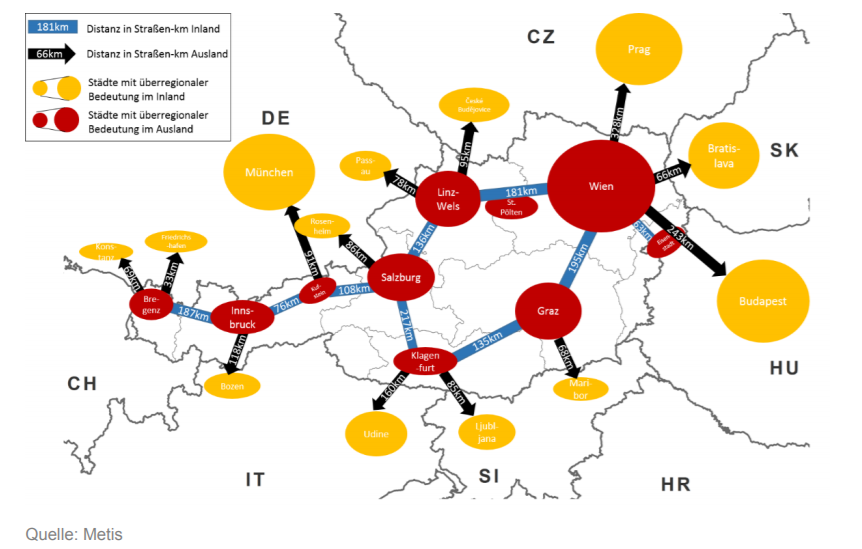 181km Distanz in Straßen-km Inland
66km Distanz in Straßen-km Ausland
Städte mit überregionaler
Bedeutung im Inland
Städte mit überregionaler
Bedeutung im Ausland
CZ
Prag
DE
České
Budějovice
328km
München
Pass-
au
95km
Wien
Bratis-
lava
SK
78km
Linz-
Wels
181km
66km
St.
Pölten
Rosen-
heim
136km
63km
Eisen-
stadt
243km
Kons-
tanz
Friedrichs-
hafen
86km
91km
195km
69km
33km
Salzburg
Kuf-
stein
108km
76km
Bre-
genz
187km
Inns-
bruck
Graz
Budapest
217km
118km
135km
Klagen
-furt
68km
HU
CH
Bozen
160km
85km
Mari-
bor
Udine
Ljubl-
jana
IT
SI
HR
Quelle: Metis